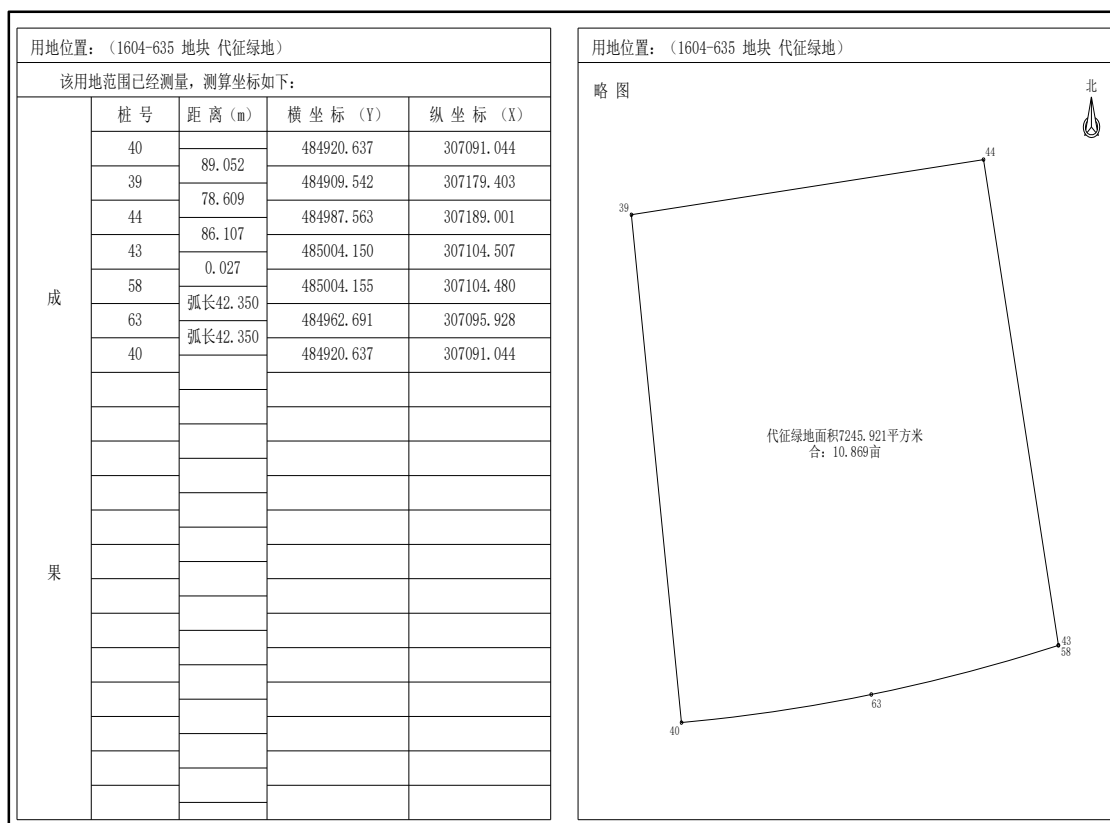 用地位置：（1604-635 地块 代征绿地）
该用地范围已经测量，测算坐标如下：
成
果
桩 号 距 离(m) 横 坐 标 （Y） 纵 坐 标 （X）
40 484920.637 307091.044
89.052
39 484909.542 307179.403
78.609
44 484987.563 307189.001
86.107
43 485004.150 307104.507
0.027
58 485004.155 307104.480
弧长42.350
63 484962.691 307095.928
弧长42.350
40 484920.637 307091.044
用地位置：（1604-635 地块 代征绿地）
略 图
北
44
39
代征绿地面积7245.921平方米
合：10.869亩
43
58
63
40